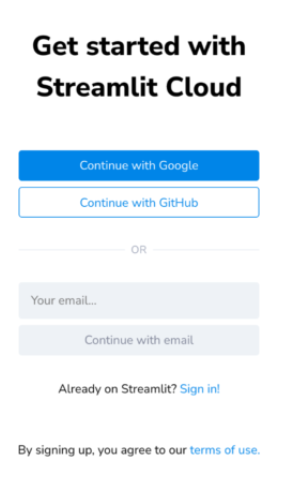 Get started with
Streamlit Cloud
Continue with Google
Continue with GitHub
OR
Your email...
Continue with email
Already on Streamlit? Sign in!
By signing up, you agree to our terms of use.